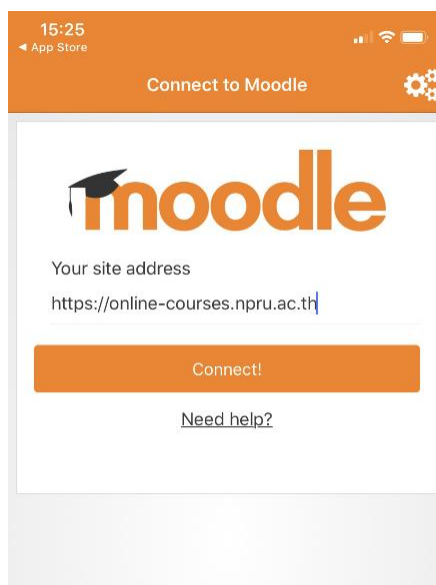 15:25
◀ App Store
Connect to Moodle
moodle
Your site address
https://online-courses.npru.ac.th
Connect!
Need help?